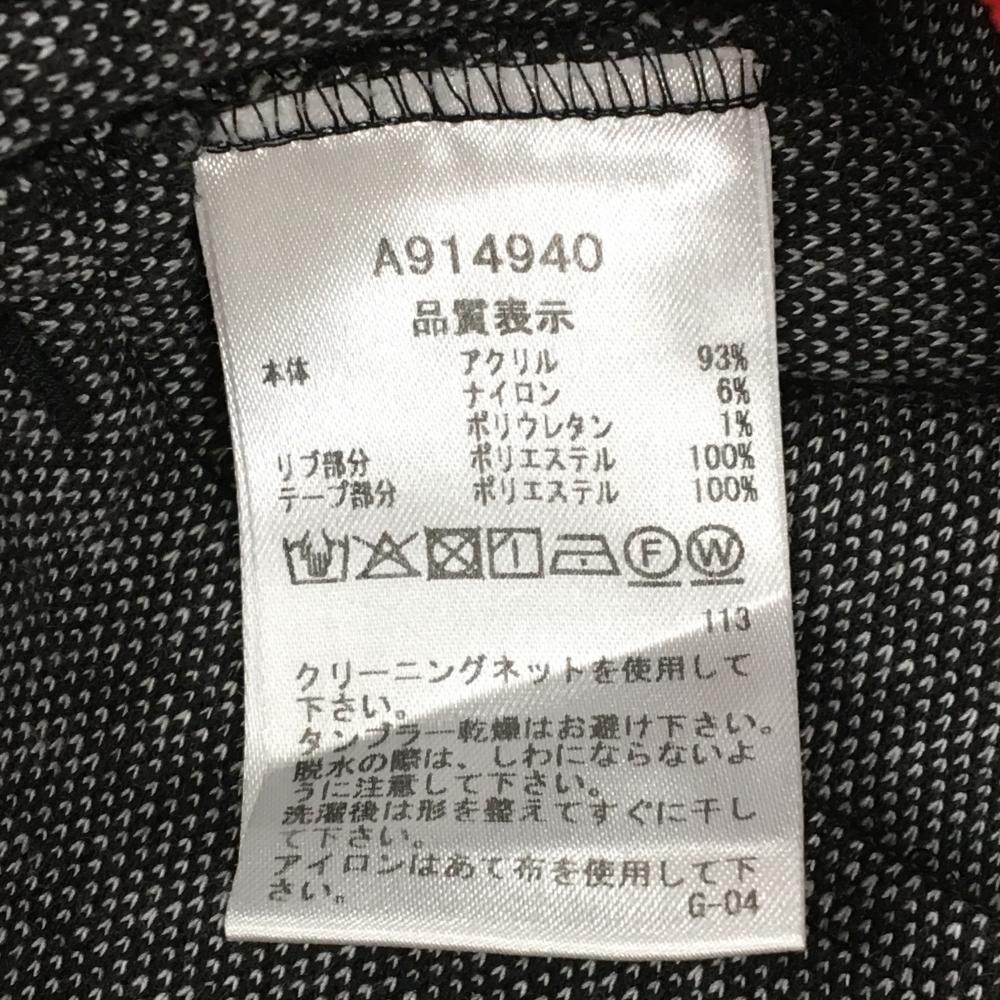 A914940
品質表示
本体 アクリル 93%
ナイロン 6%
ポリウレタン 1%
リブ部分 ポリエステル 100%
テープ部分 ポリエステル 100%
F W
113
クリーニングネットを使用して
下さい。
タンブラー乾燥はお避け下さい。
脱水の際は、しわにならないよ
うに注意して下さい。
洗濯後は形を整えてすぐに干し
て下さい。
アイロンはあて布を使用して下
さい。
G-04